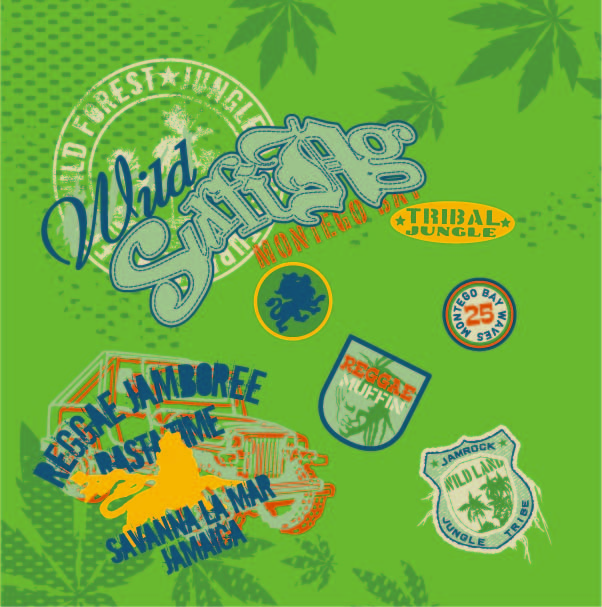 WILD FOREST★JUNGLE
Wild
Surfing
MONTEGO BAY
★TRIBAL★
JUNGLE
MONTEGO BAY WAVES
25
REGGAE
MUFFIN
REGGAE JAMBOREE
RASTA TIME
SAVANNA LA MAR
JAMAICA
JAMROCK
WILD LAND
JUNGLE TRIBE